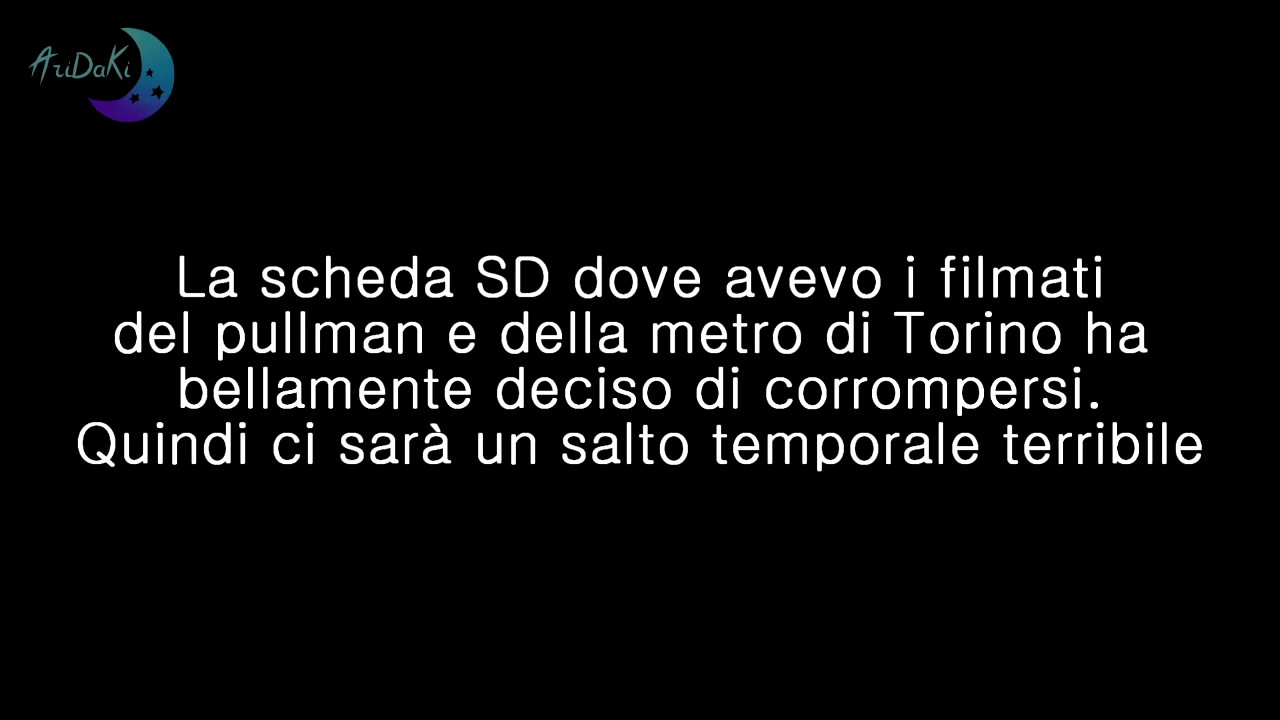 AriDaKi
La scheda SD dove avevo i filmati
del pullman e della metro di Torino ha
bellamente deciso di corrompersi.
Quindi ci sarà un salto temporale terribile